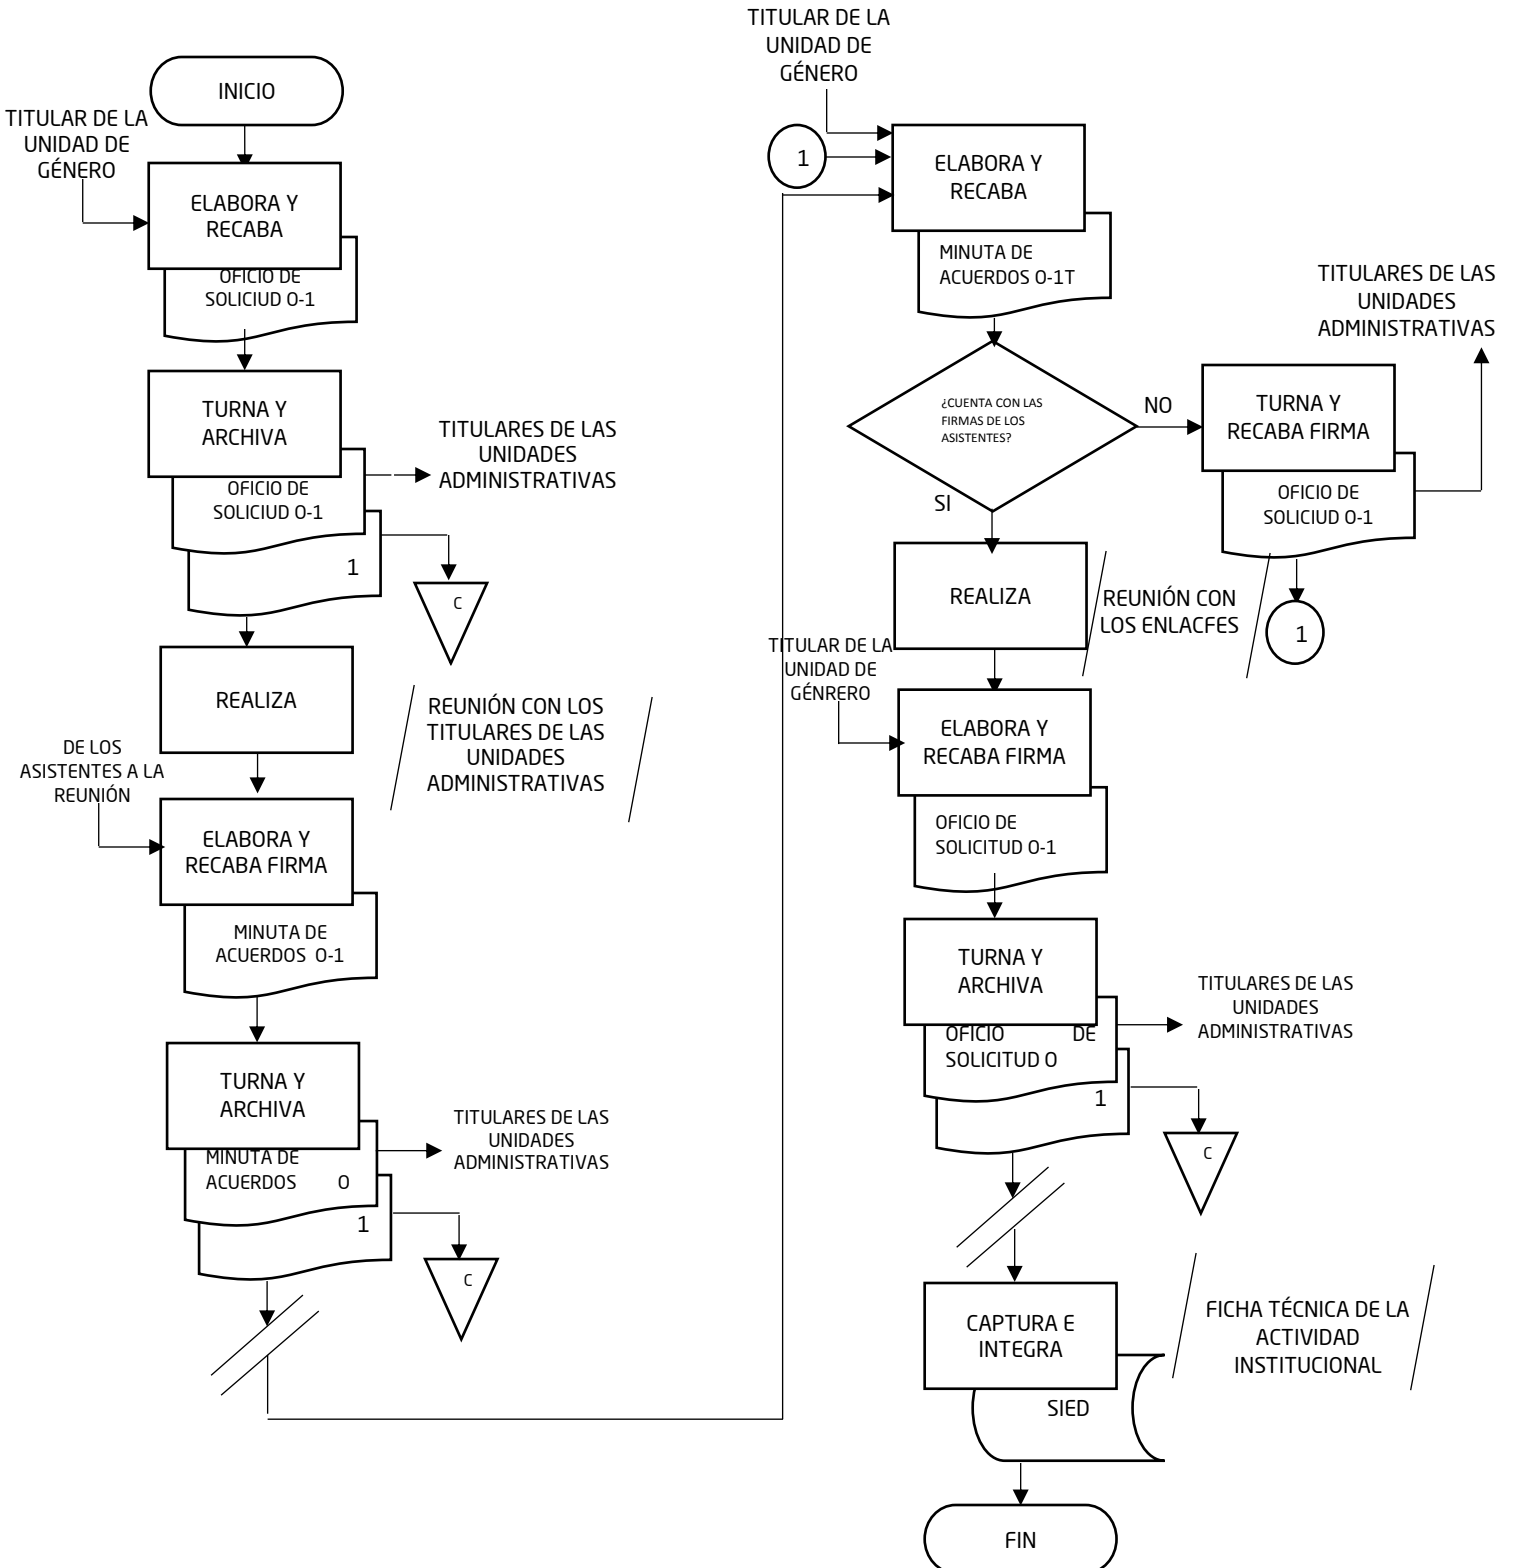 INICIO
TITULAR DE LA
UNIDAD DE
GÉNERO
ELABORA Y
RECABA
OFICIO DE
SOLICIUD O-1
TURNA Y
ARCHIVA
OFICIO DE
SOLICIUD O-1
1
TITULARES DE LAS
UNIDADES
ADMINISTRATIVAS
C
REALIZA
REUNIÓN CON LOS
TITULARES DE LAS
UNIDADES
ADMINISTRATIVAS
DE LOS
ASISTENTES A LA
REUNIÓN
ELABORA Y
RECABA FIRMA
MINUTA DE
ACUERDOS O-1
TURNA Y
ARCHIVA
MINUTA DE
ACUERDOS O
1
TITULARES DE LAS
UNIDADES
ADMINISTRATIVAS
C
TITULAR DE LA
UNIDAD DE
GÉNERO
1
ELABORA Y
RECABA
MINUTA DE
ACUERDOS O-1T
¿CUENTA CON LAS
FIRMAS DE LOS
ASISTENTES?
NO
SI
TURNA Y
RECABA FIRMA
OFICIO DE
SOLICIUD O-1
TITULARES DE LAS
UNIDADES
ADMINISTRATIVAS
1
REALIZA
REUNIÓN CON
LOS ENLACFES
TITULAR DE LA
UNIDAD DE
GÉNRERO
ELABORA Y
RECABA FIRMA
OFICIO DE
SOLICITUD O-1
TURNA Y
ARCHIVA
OFICIO DE
SOLICITUD O
1
TITULARES DE LAS
UNIDADES
ADMINISTRATIVAS
C
CAPTURA E
INTEGRA
SIED
FICHA TÉCNICA DE LA
ACTIVIDAD
INSTITUCIONAL
FIN